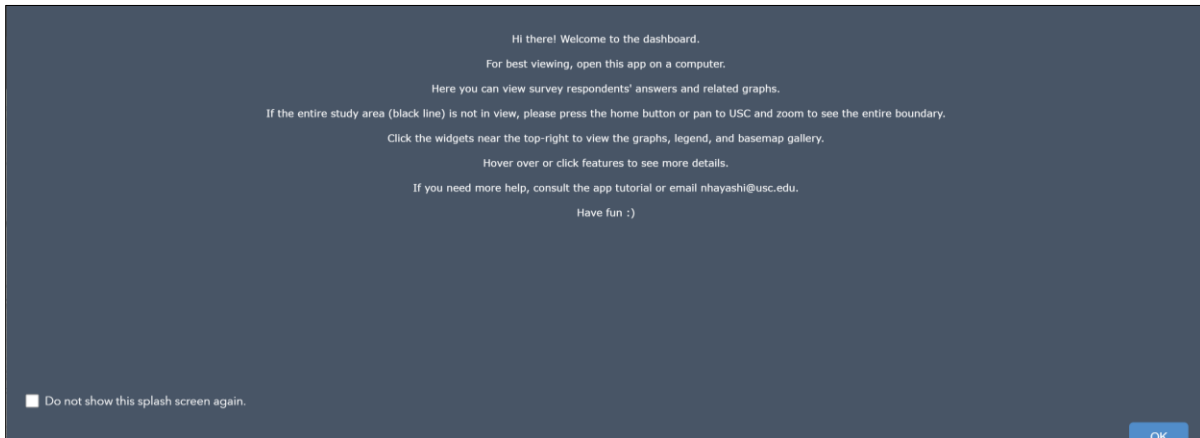 Hi there! Welcome to the dashboard.
For best viewing, open this app on a computer.
Here you can view survey respondents' answers and related graphs.
If the entire study area (black line) is not in view, please press the home button or pan to USC and zoom to see the entire boundary.
Click the widgets near the top-right to view the graphs, legend, and basemap gallery.
Hover over or click features to see more details.
If you need more help, consult the app tutorial or email nhayashi@usc.edu.
Have fun :)
Do not show this splash screen again.
OK